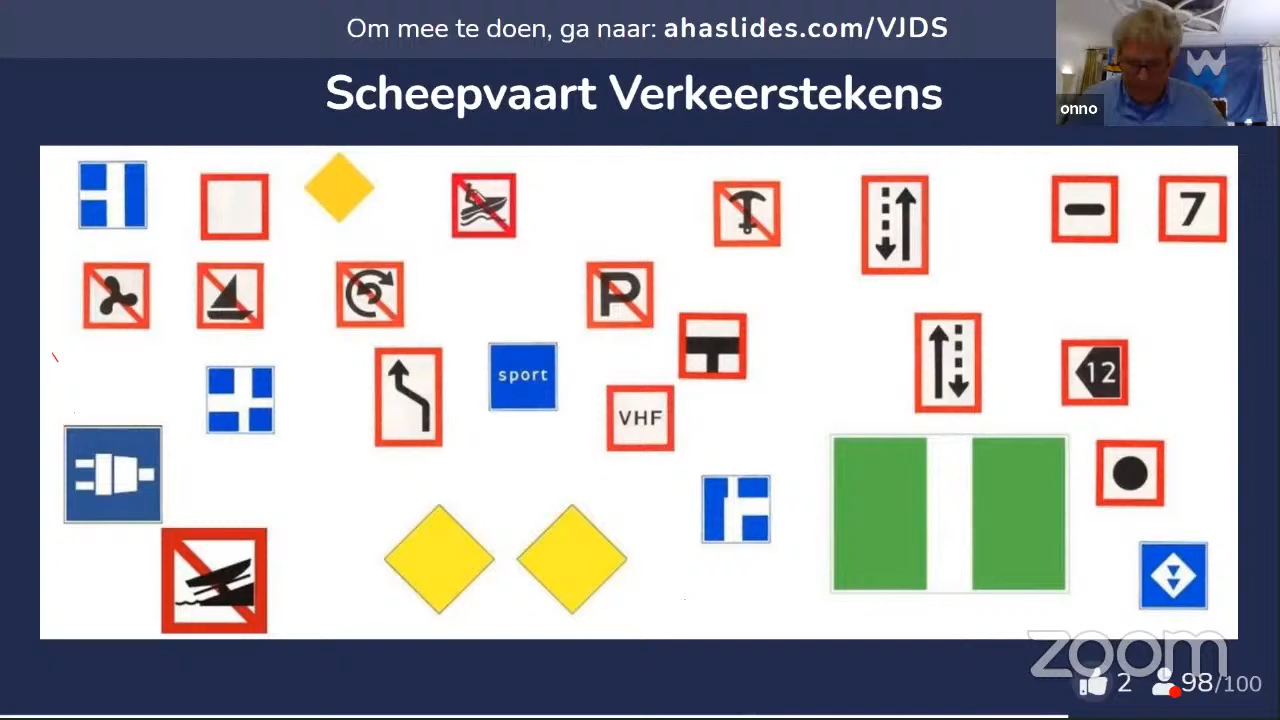 Om mee te doen, ga naar: ahaslides.com/VJDS
onno
Scheepvaart Verkeerstekens
7
P
sport
12
VHF
zoom
2
98/100